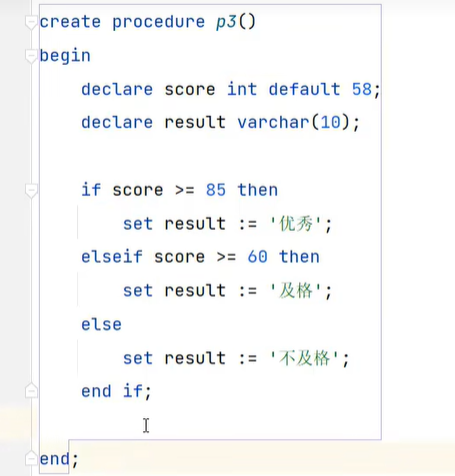 create procedure p3()
begin
    declare score int default 58;
    declare result varchar(10);
    if score >= 85 then
        set result := '优秀';
    elseif score >= 60 then
        set result := '及格';
    else
        set result := '不及格';
    end if;
end;